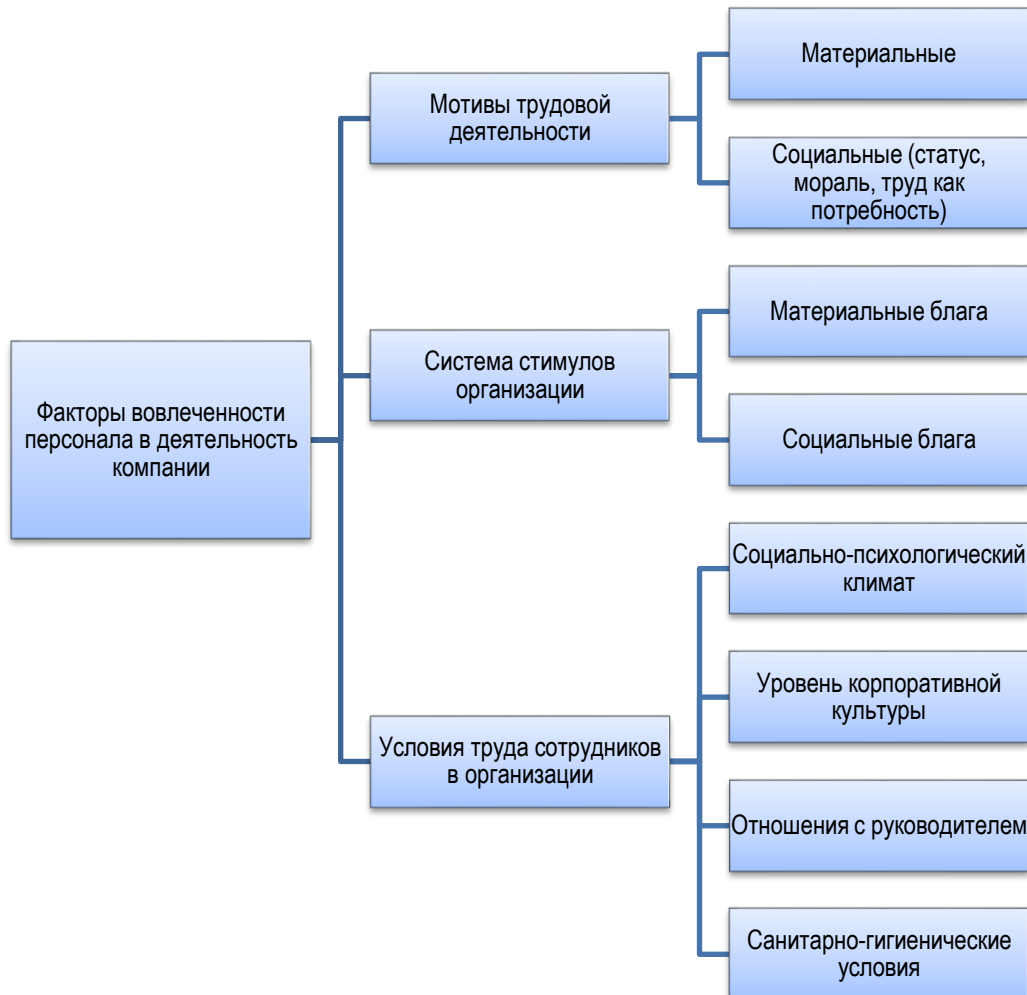 Факторы вовлеченности
персонала в деятельность
компании
Мотивы трудовой
деятельности
Материальные
Социальные (статус,
мораль, труд как
потребность)
Система стимулов
организации
Материальные блага
Социальные блага
Условия труда сотрудников
в организации
Социально-психологический
климат
Уровень корпоративной
культуры
Отношения с руководителем
Санитарно-гигиенические
условия